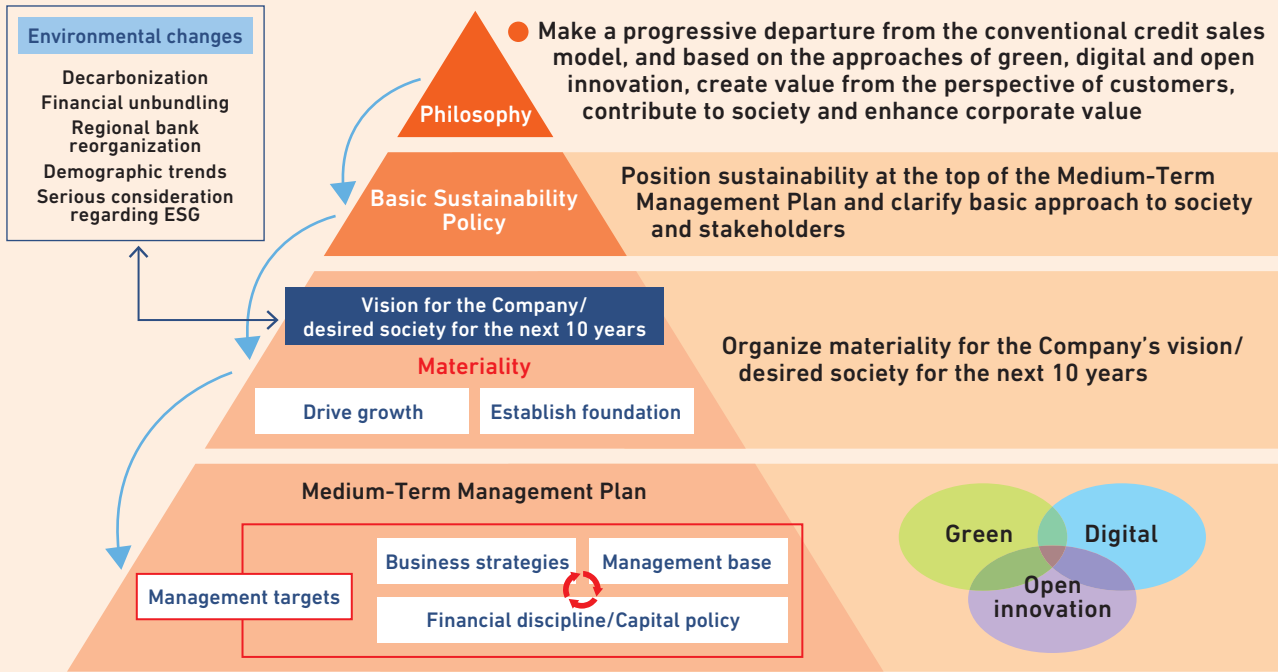 Environmental changes
Decarbonization
Financial unbundling
Regional bank
reorganization
Demographic trends
Serious consideration
regarding ESG
Philosophy
Make a progressive departure from the conventional credit sales
model, and based on the approaches of green, digital and open
innovation, create value from the perspective of customers,
contribute to society and enhance corporate value
Basic Sustainability
Policy
Position sustainability at the top of the Medium-Term
Management Plan and clarify basic approach to society
and stakeholders
Vision for the Company/
desired society for the next 10 years
Materiality
Drive growth
Establish foundation
Organize materiality for the Company's vision/
desired society for the next 10 years
Medium-Term Management Plan
Business strategies
Management base
Management targets
Financial discipline/Capital policy
Green
Digital
Open
innovation